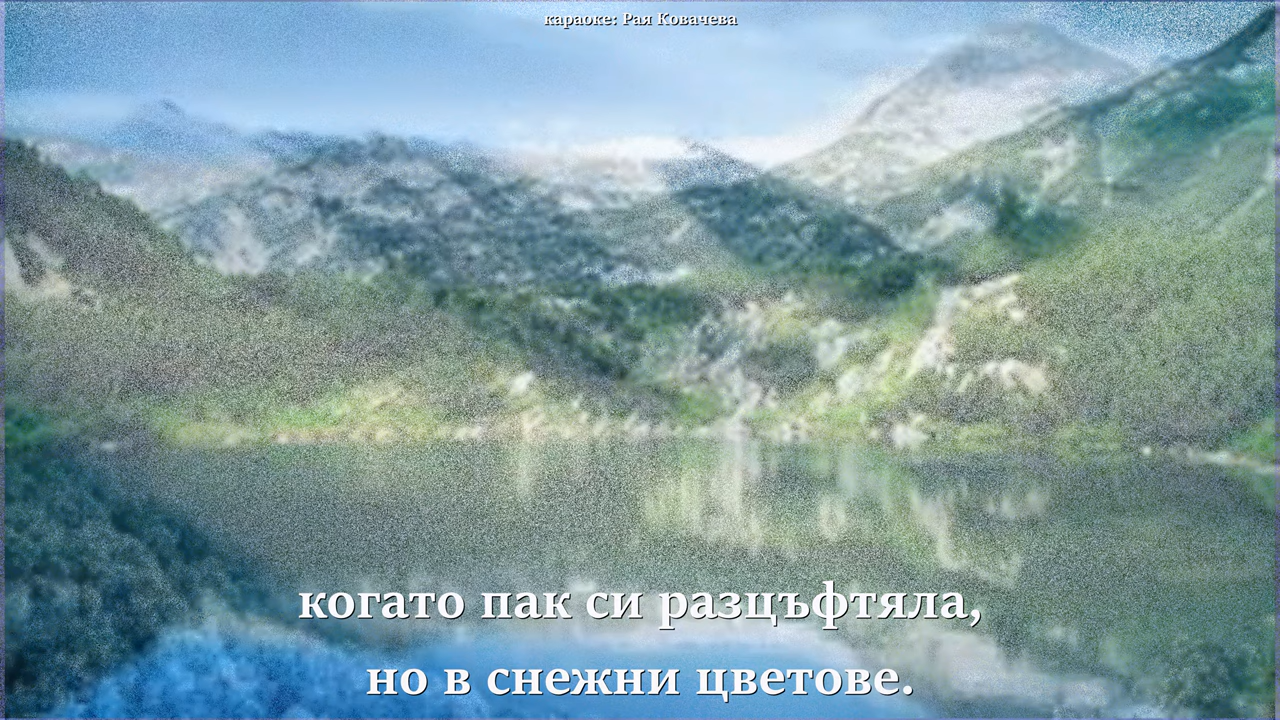 караоке: Рая Ковачева
когато пак си разцъфтяла,
но в снежни цветове.